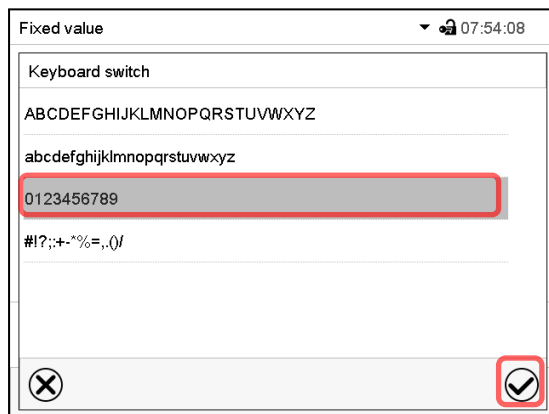 Fixed value 07:54:08
Keyboard switch
ABCDEFGHIJKLMNOPQRSTUVWXYZ
abcdefghijklmnopqrstuvwxyz
0123456789
#!?;:+-*%=,.()/